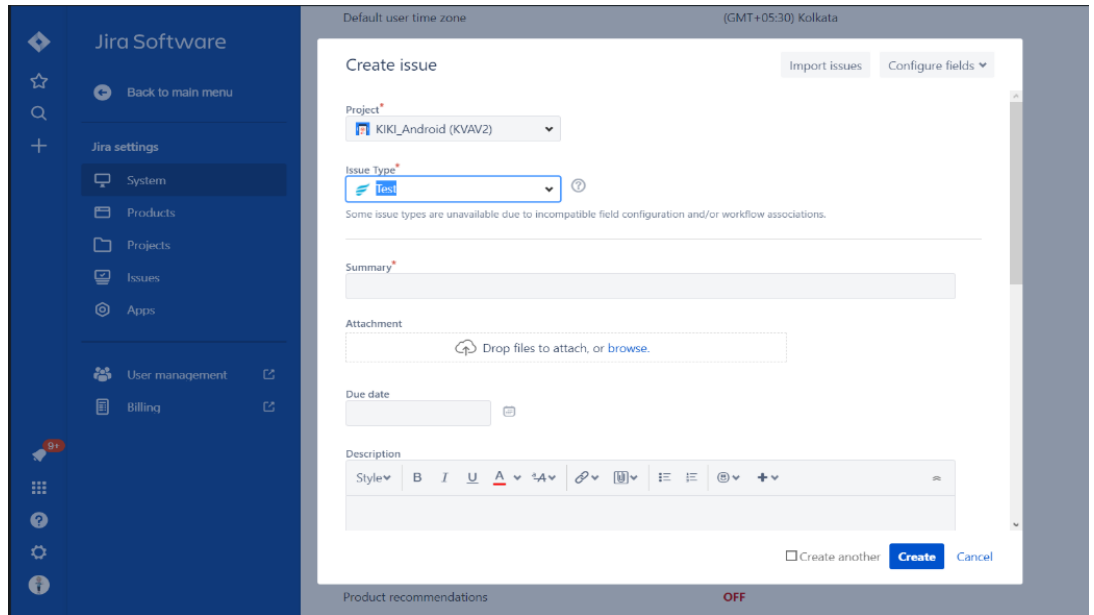 Default user time zone (GMT+05:30) Kolkata
Jira Software
Back to main menu
Jira settings
System
Products
Projects
Issues
Apps
User management
Billing
9+
Create issue
Import issues Configure fields
Project*
KIKI_Android (KVAV2)
Issue Type*
Test
Some issue types are unavailable due to incompatible field configuration and/or workflow associations.
Summary*
Attachment
Drop files to attach, or browse.
Due date
Description
Style B I U A ᵃA
Create another Create Cancel
Product recommendations OFF